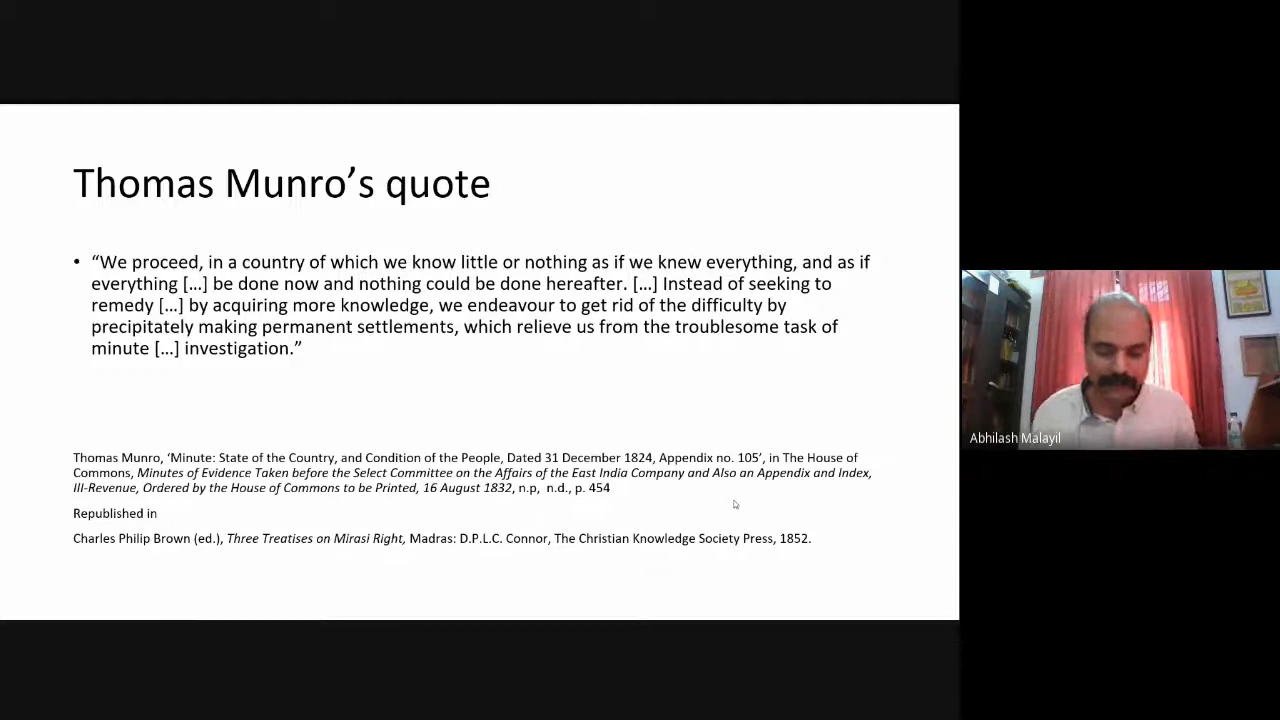 Thomas Munro’s quote
• “We proceed, in a country of which we know little or nothing as if we knew everything, and as if
everything […] be done now and nothing could be done hereafter. […] Instead of seeking to
remedy […] by acquiring more knowledge, we endeavour to get rid of the difficulty by
precipitately making permanent settlements, which relieve us from the troublesome task of
minute […] investigation.”
Thomas Munro, ‘Minute: State of the Country, and Condition of the People, Dated 31 December 1824, Appendix no. 105’, in The House of
Commons, Minutes of Evidence Taken before the Select Committee on the Affairs of the East India Company and Also an Appendix and Index,
III-Revenue, Ordered by the House of Commons to be Printed, 16 August 1832, n.p, n.d., p. 454
Republished in
Charles Philip Brown (ed.), Three Treatises on Mirasi Right, Madras: D.P.L.C. Connor, The Christian Knowledge Society Press, 1852.
Abhilash Malayil